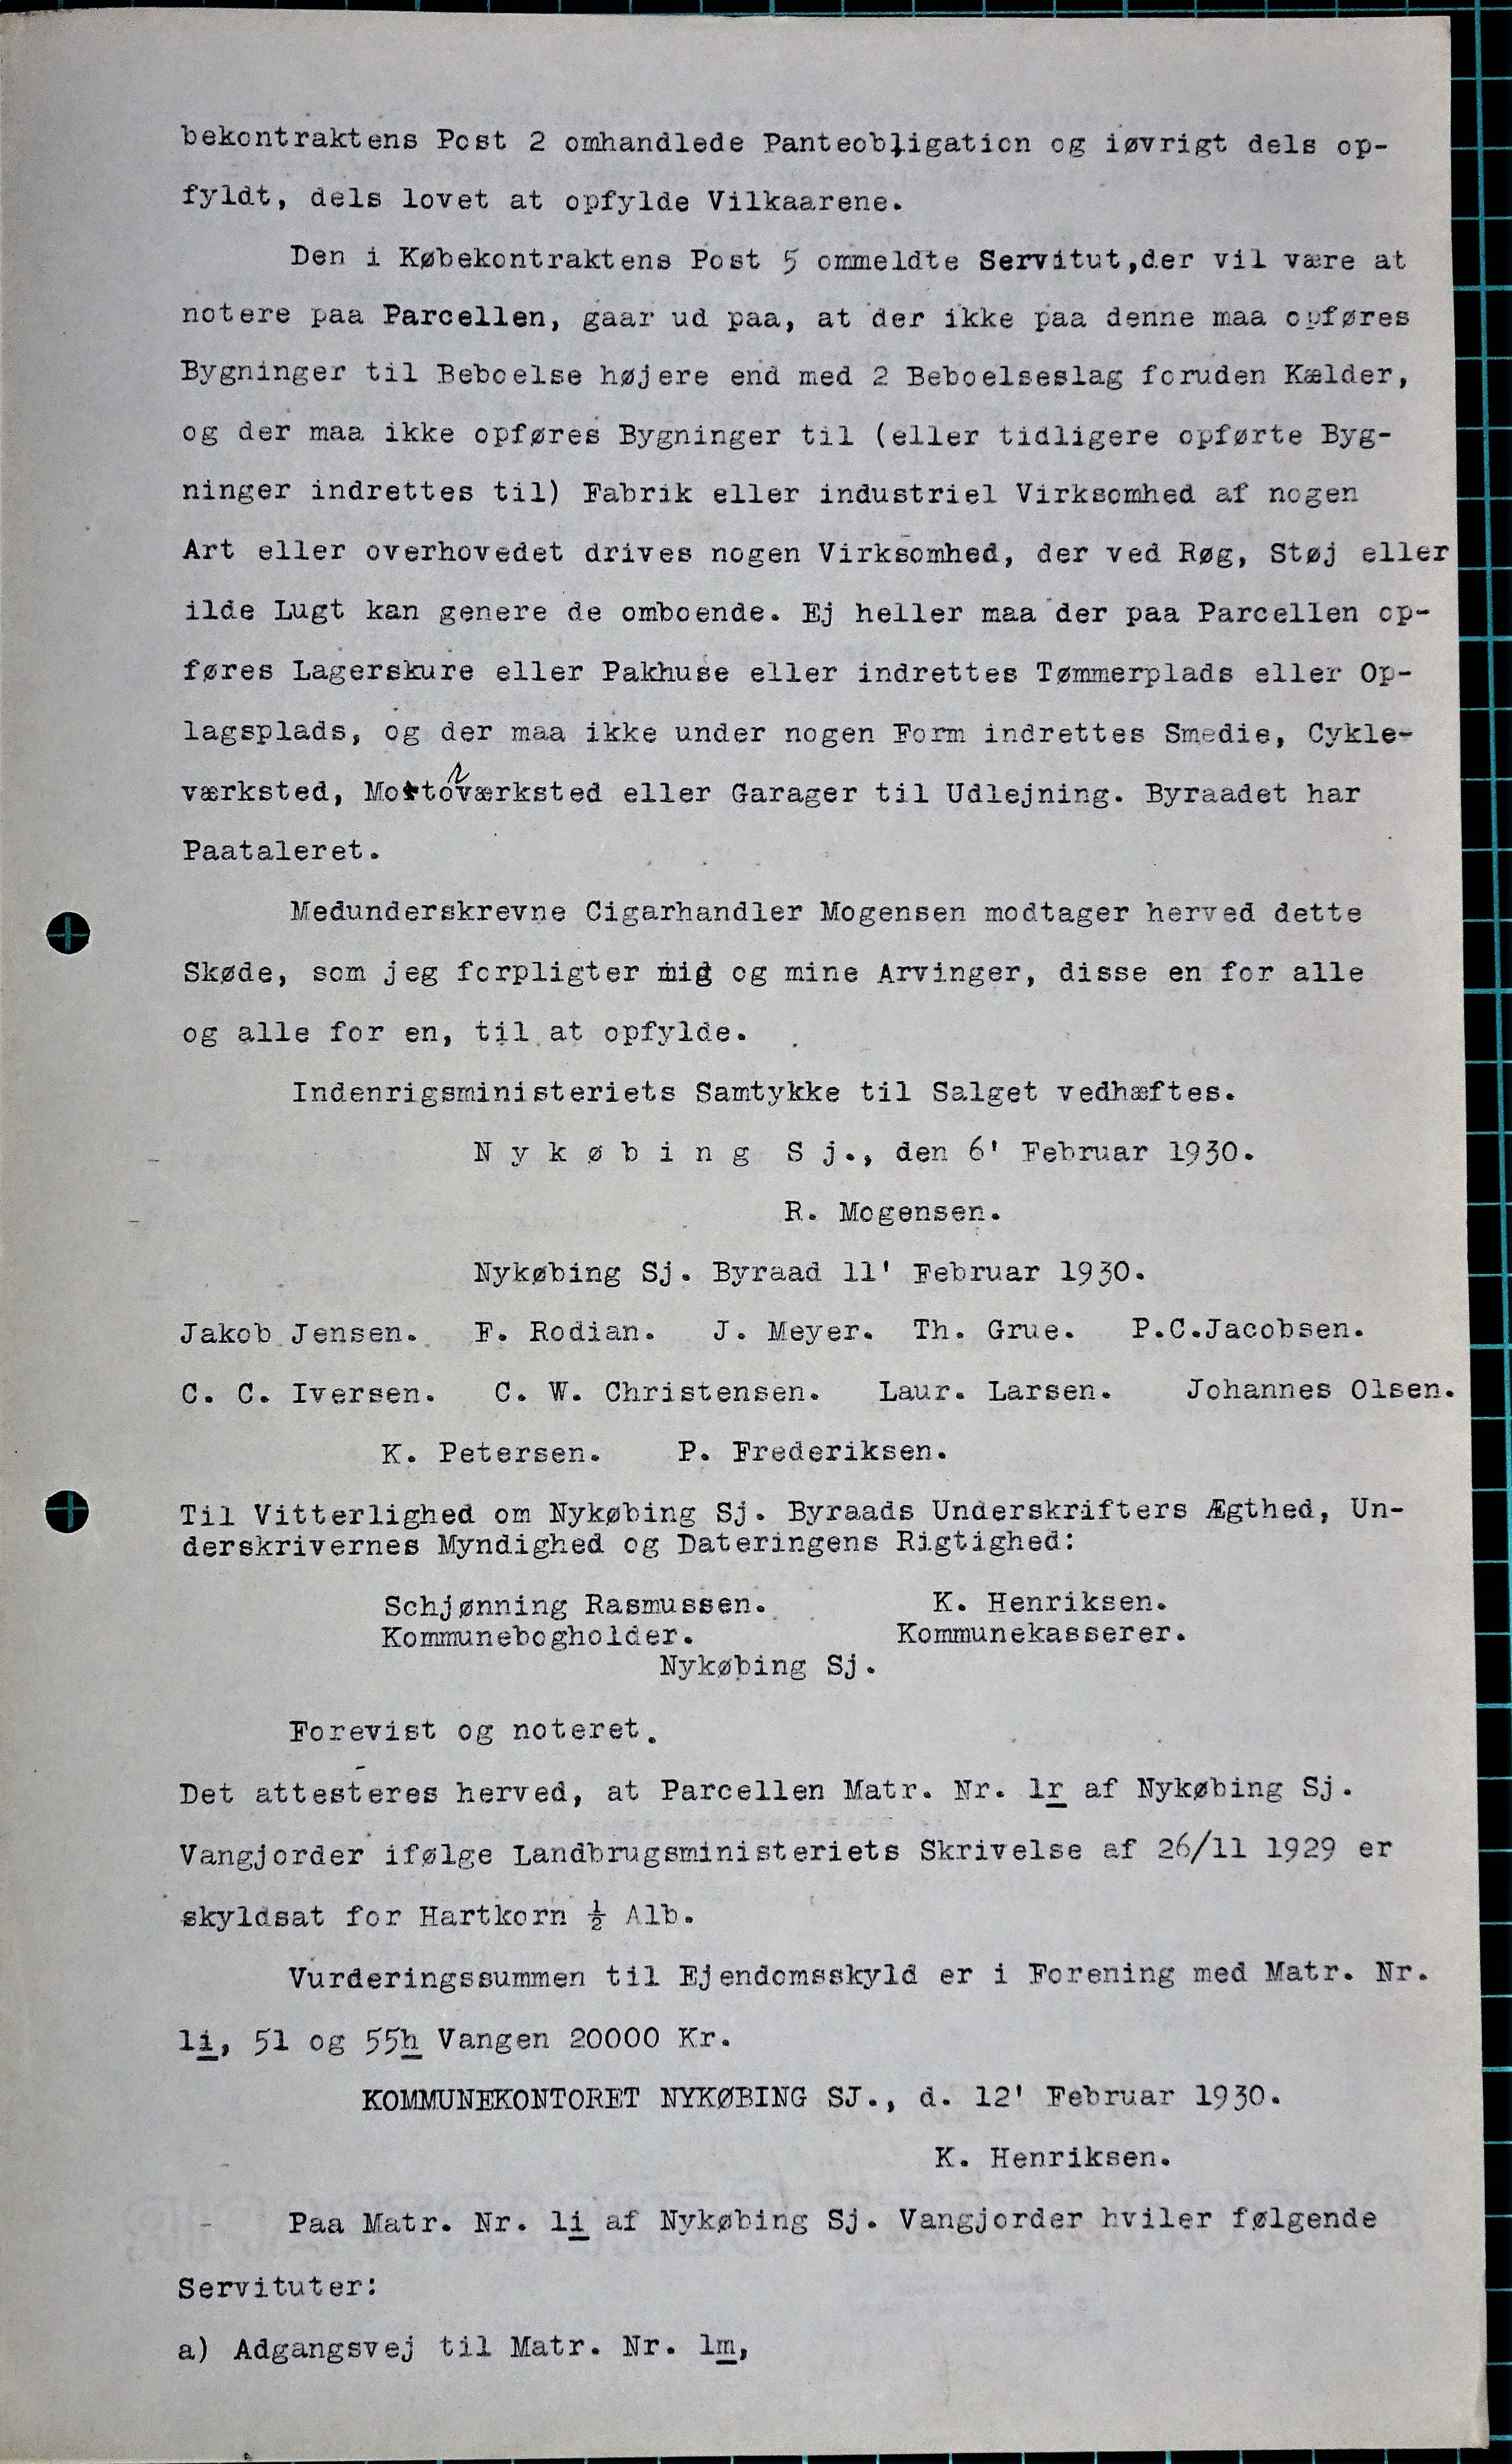 bekontraktens Post 2 omhandlede Panteobligation og iøvrigt dels op-
fyldt, dels lovet at opfylde Vilkaarene.
Den i Købekontraktens Post 5 ommeldte Servitut,der vil være at
notere paa Parcellen, gaar ud paa, at der ikke paa denne maa opføres
Bygninger til Beboelse højere end med 2 Beboelseslag foruden Kælder,
og der maa ikke opføres Bygninger til (eller tidligere opførte Byg-
ninger indrettes til) Fabrik eller industriel Virksomhed af nogen
Art eller overhovedet drives nogen Virksomhed, der ved Røg, Støj eller
ilde Lugt kan genere de omboende. Ej heller maa der paa Parcellen op-
føres Lagerskure eller Pakhuse eller indrettes Tømmerplads eller Op-
lagsplads, og der maa ikke under nogen Form indrettes Smedie, Cykle-
værksted, Motorværksted eller Garager til Udlejning. Byraadet har
Paataleret.
Medunderskrevne Cigarhandler Mogensen modtager herved dette
Skøde, som jeg forpligter mig og mine Arvinger, disse en for alle
og alle for en, til at opfylde.
Indenrigsministeriets Samtykke til Salget vedhæftes.
N y k ø b i n g S j., den 6' Februar 1930.
R. Mogensen.
Nykøbing Sj. Byraad 11' Februar 1930.
Jakob Jensen. F. Rodian. J. Meyer. Th. Grue. P.C.Jacobsen.
C. C. Iversen. C. W. Christensen. Laur. Larsen. Johannes Olsen.
K. Petersen. P. Frederiksen.
Til Vitterlighed om Nykøbing Sj. Byraads Underskrifters Ægthed, Un-
derskrivernes Myndighed og Dateringens Rigtighed:
Schjønning Rasmussen. K. Henriksen.
Kommunebogholder. Kommunekasserer.
Nykøbing Sj.
Forevist og noteret.
Det attesteres herved, at Parcellen Matr. Nr. 1r af Nykøbing Sj.
Vangjorder ifølge Landbrugsministeriets Skrivelse af 26/11 1929 er
skyldsat for Hartkorn ½ Alb.
Vurderingssummen til Ejendomsskyld er i Forening med Matr. Nr.
1i, 51 og 55h Vangen 20000 Kr.
KOMMUNEKONTORET NYKØBING SJ., d. 12' Februar 1930.
K. Henriksen.
Paa Matr. Nr. 1i af Nykøbing Sj. Vangjorder hviler følgende
Servituter:
a) Adgangsvej til Matr. Nr. 1m,